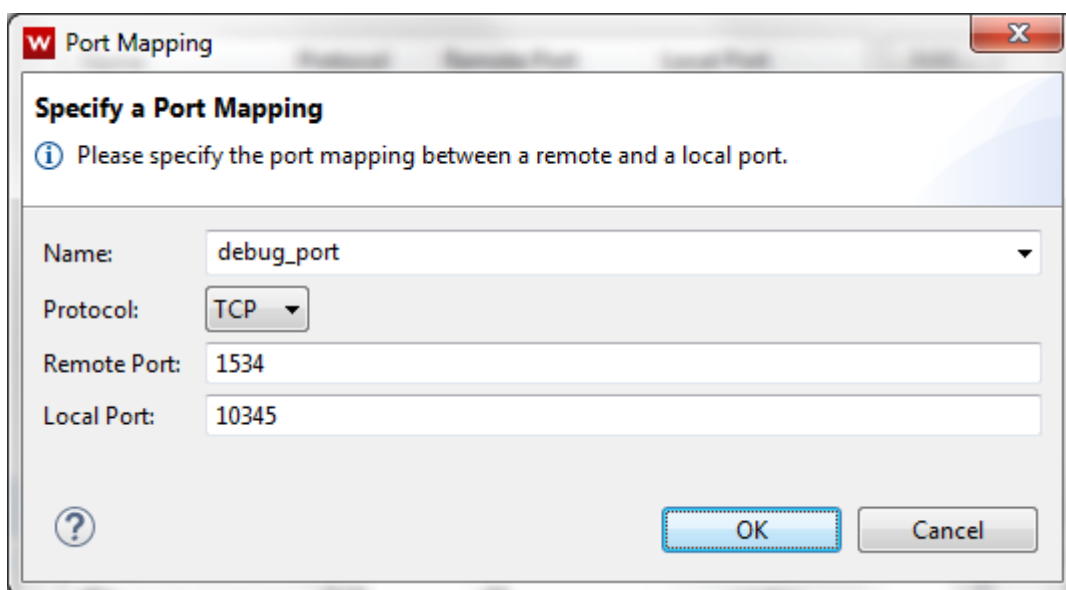 W Port Mapping
Specify a Port Mapping
i Please specify the port mapping between a remote and a local port.
Name: debug_port
Protocol: TCP
Remote Port: 1534
Local Port: 10345
? OK Cancel